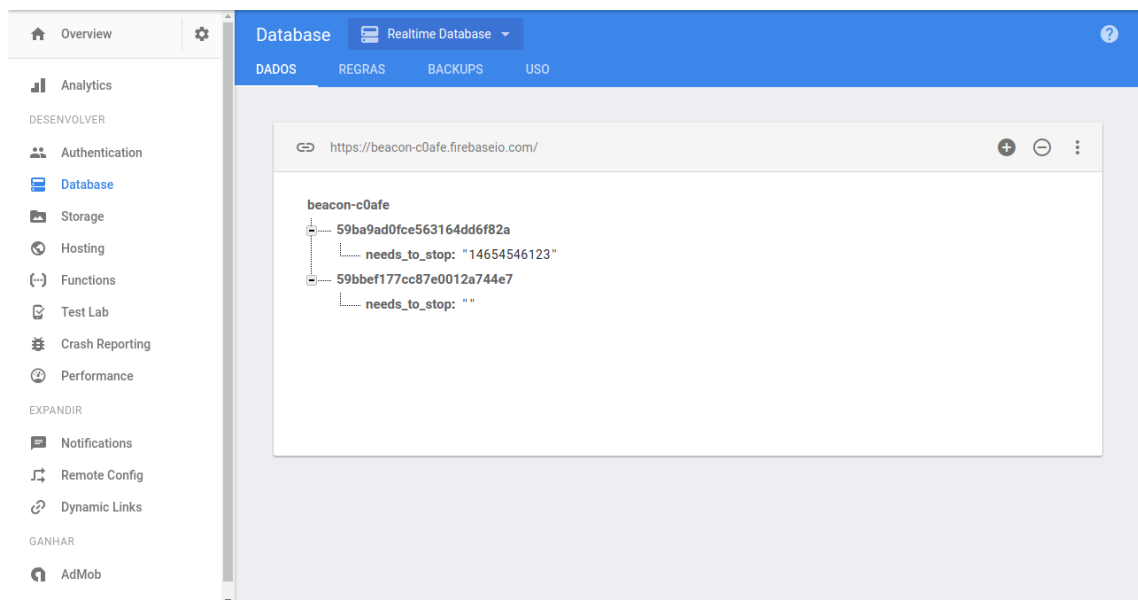 Overview
Analytics
DESENVOLVER
Authentication
Database
Storage
Hosting
Functions
Test Lab
Crash Reporting
Performance
EXPANDIR
Notifications
Remote Config
Dynamic Links
GANHAR
AdMob
Database Realtime Database
DADOS REGRAS BACKUPS USO
https://beacon-c0afe.firebaseio.com/
beacon-c0afe
59ba9ad0fce563164dd6f82a
needs_to_stop: "14654546123"
59bbef177cc87e0012a744e7
needs_to_stop: ""